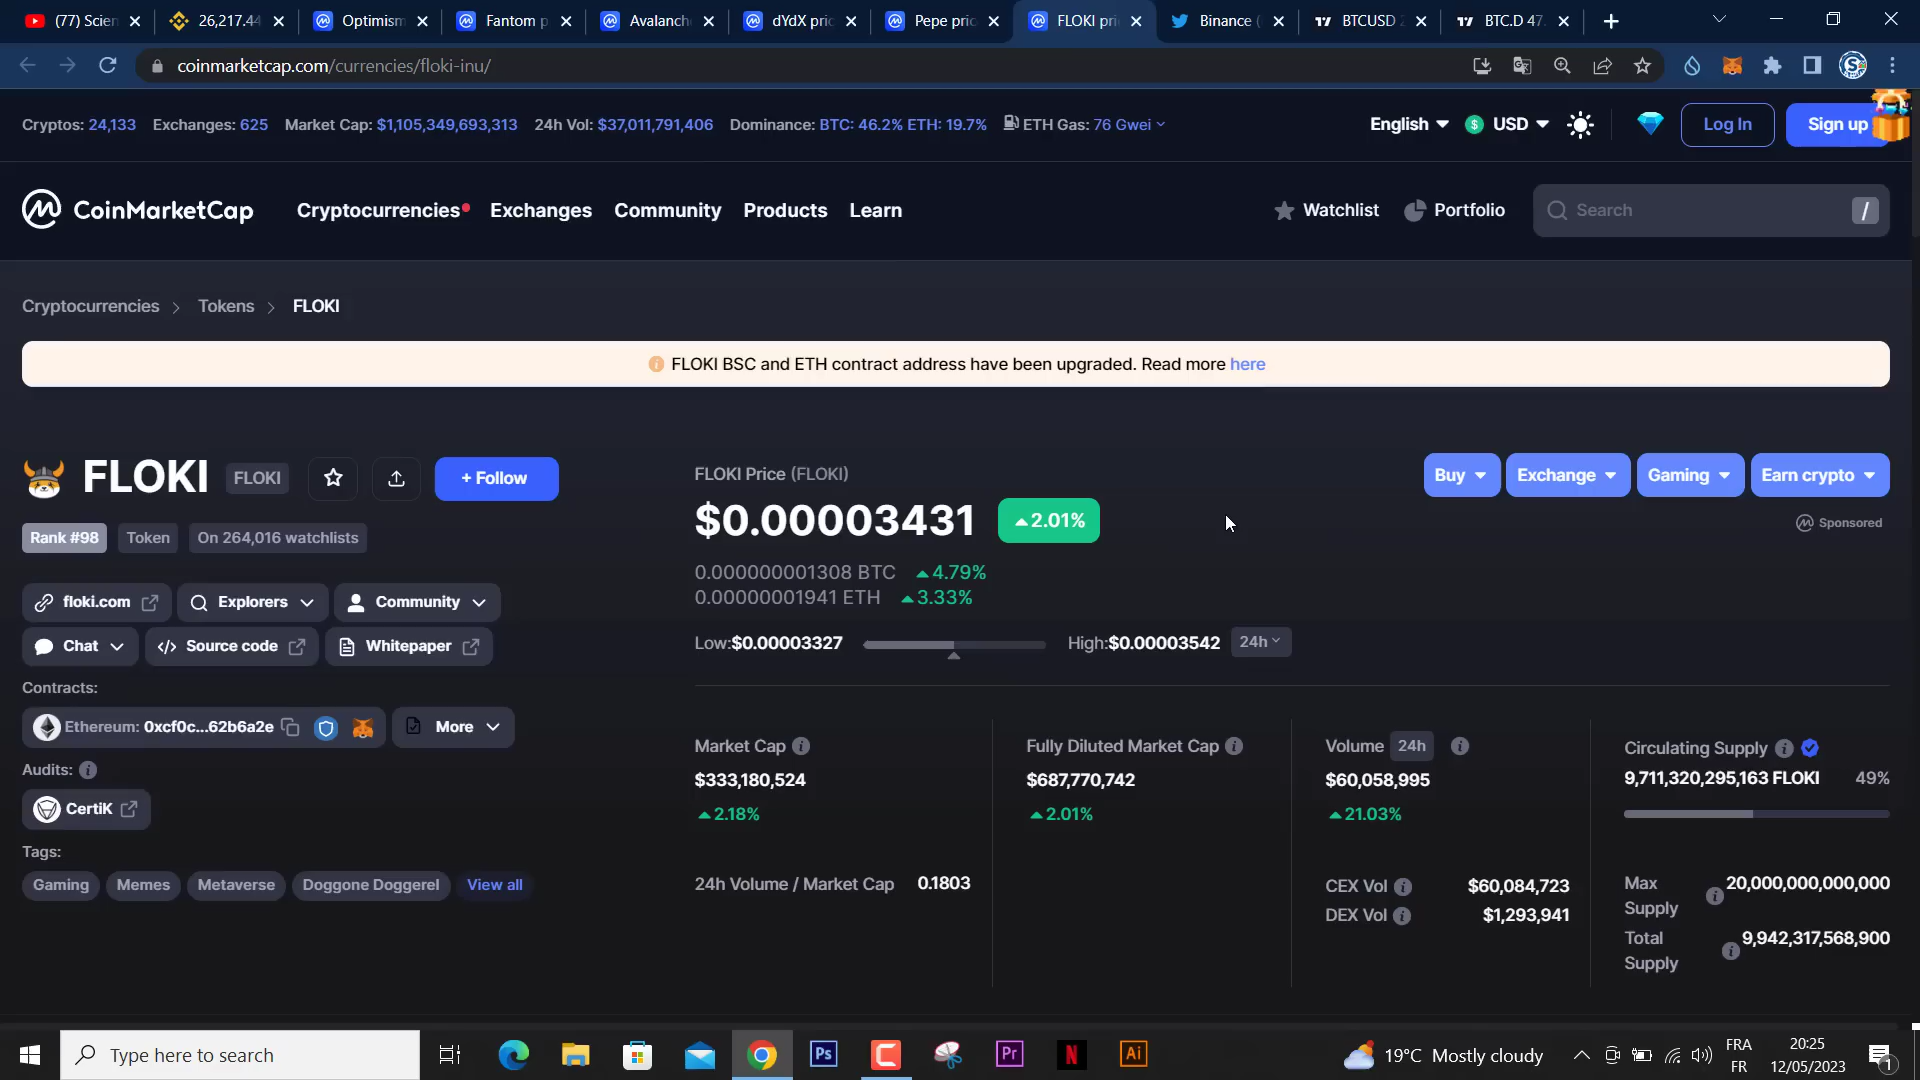 (77) Scien
26,217.44
Optimism
Fantom p
Avalanch
dYdX pric
Pepe pric
FLOKI pri
Binance (
BTCUSD 2
BTC.D 47.
coinmarketcap.com/currencies/floki-inu/
Cryptos: 24,133 Exchanges: 625 Market Cap: $1,105,349,693,313 24h Vol: $37,011,791,406 Dominance: BTC: 46.2% ETH: 19.7% ETH Gas: 76 Gwei
English $ USD Log In Sign up
CoinMarketCap Cryptocurrencies Exchanges Community Products Learn Watchlist Portfolio Search /
Cryptocurrencies > Tokens > FLOKI
FLOKI BSC and ETH contract address have been upgraded. Read more here
FLOKI FLOKI + Follow
Rank #98 Token On 264,016 watchlists
floki.com Explorers Community
Chat Source code Whitepaper
Contracts:
Ethereum: 0xcf0c...62b6a2e More
Audits:
CertiK
Tags:
Gaming Memes Metaverse Doggone Doggerel View all
FLOKI Price (FLOKI)
$0.00003431 2.01%
0.000000001308 BTC 4.79%
0.00000001941 ETH 3.33%
Low:$0.00003327 High:$0.00003542 24h
Buy Exchange Gaming Earn crypto
Sponsored
Market Cap
$333,180,524
2.18%
24h Volume / Market Cap 0.1803
Fully Diluted Market Cap
$687,770,742
2.01%
Volume 24h
$60,058,995
21.03%
CEX Vol $60,084,723
DEX Vol $1,293,941
Circulating Supply
9,711,320,295,163 FLOKI 49%
Max Supply 20,000,000,000,000
Total Supply 9,942,317,568,900
Type here to search
Ps
Pr
N
Ai
19°C Mostly cloudy
FRA
FR
20:25
12/05/2023
1